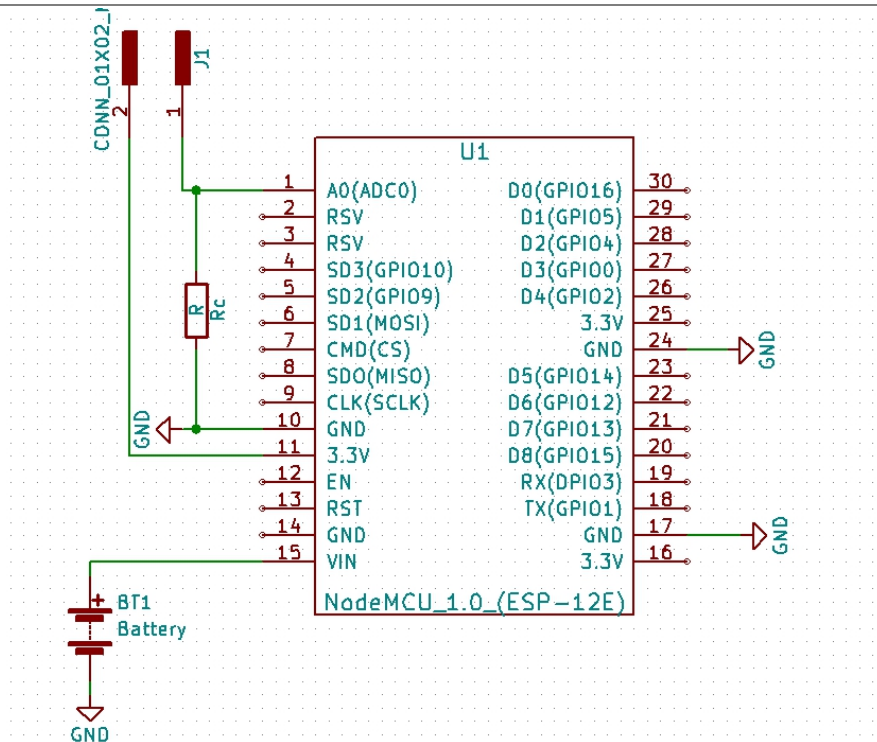 CONN_01X02_
2
1
J1
U1
1 A0(ADC0)
2 RSV
3 RSV
4 SD3(GPIO10)
5 SD2(GPIO9)
6 SD1(MOSI)
7 CMD(CS)
8 SDO(MISO)
9 CLK(SCLK)
10 GND
11 3.3V
12 EN
13 RST
14 GND
15 VIN
D0(GPIO16) 30
D1(GPIO5) 29
D2(GPIO4) 28
D3(GPIO0) 27
D4(GPIO2) 26
3.3V 25
GND 24
D5(GPIO14) 23
D6(GPIO12) 22
D7(GPIO13) 21
D8(GPIO15) 20
RX(DPIO3) 19
TX(GPIO1) 18
GND 17
3.3V 16
NodeMCU_1.0_(ESP-12E)
R
Rc
GND
GND
GND
+
BT1
Battery
GND